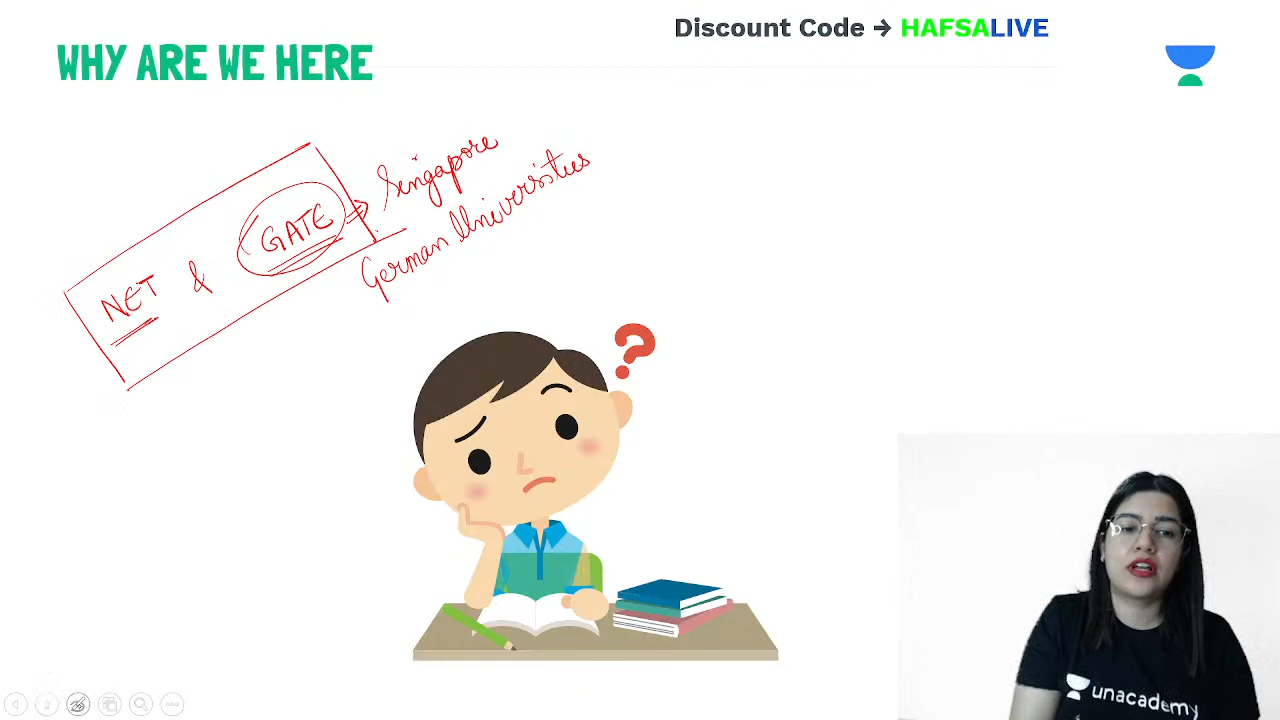 Discount Code → HAFSALIVE
WHY ARE WE HERE
NET & GATE ⇒ Singapore
German Universities
?
unacademy